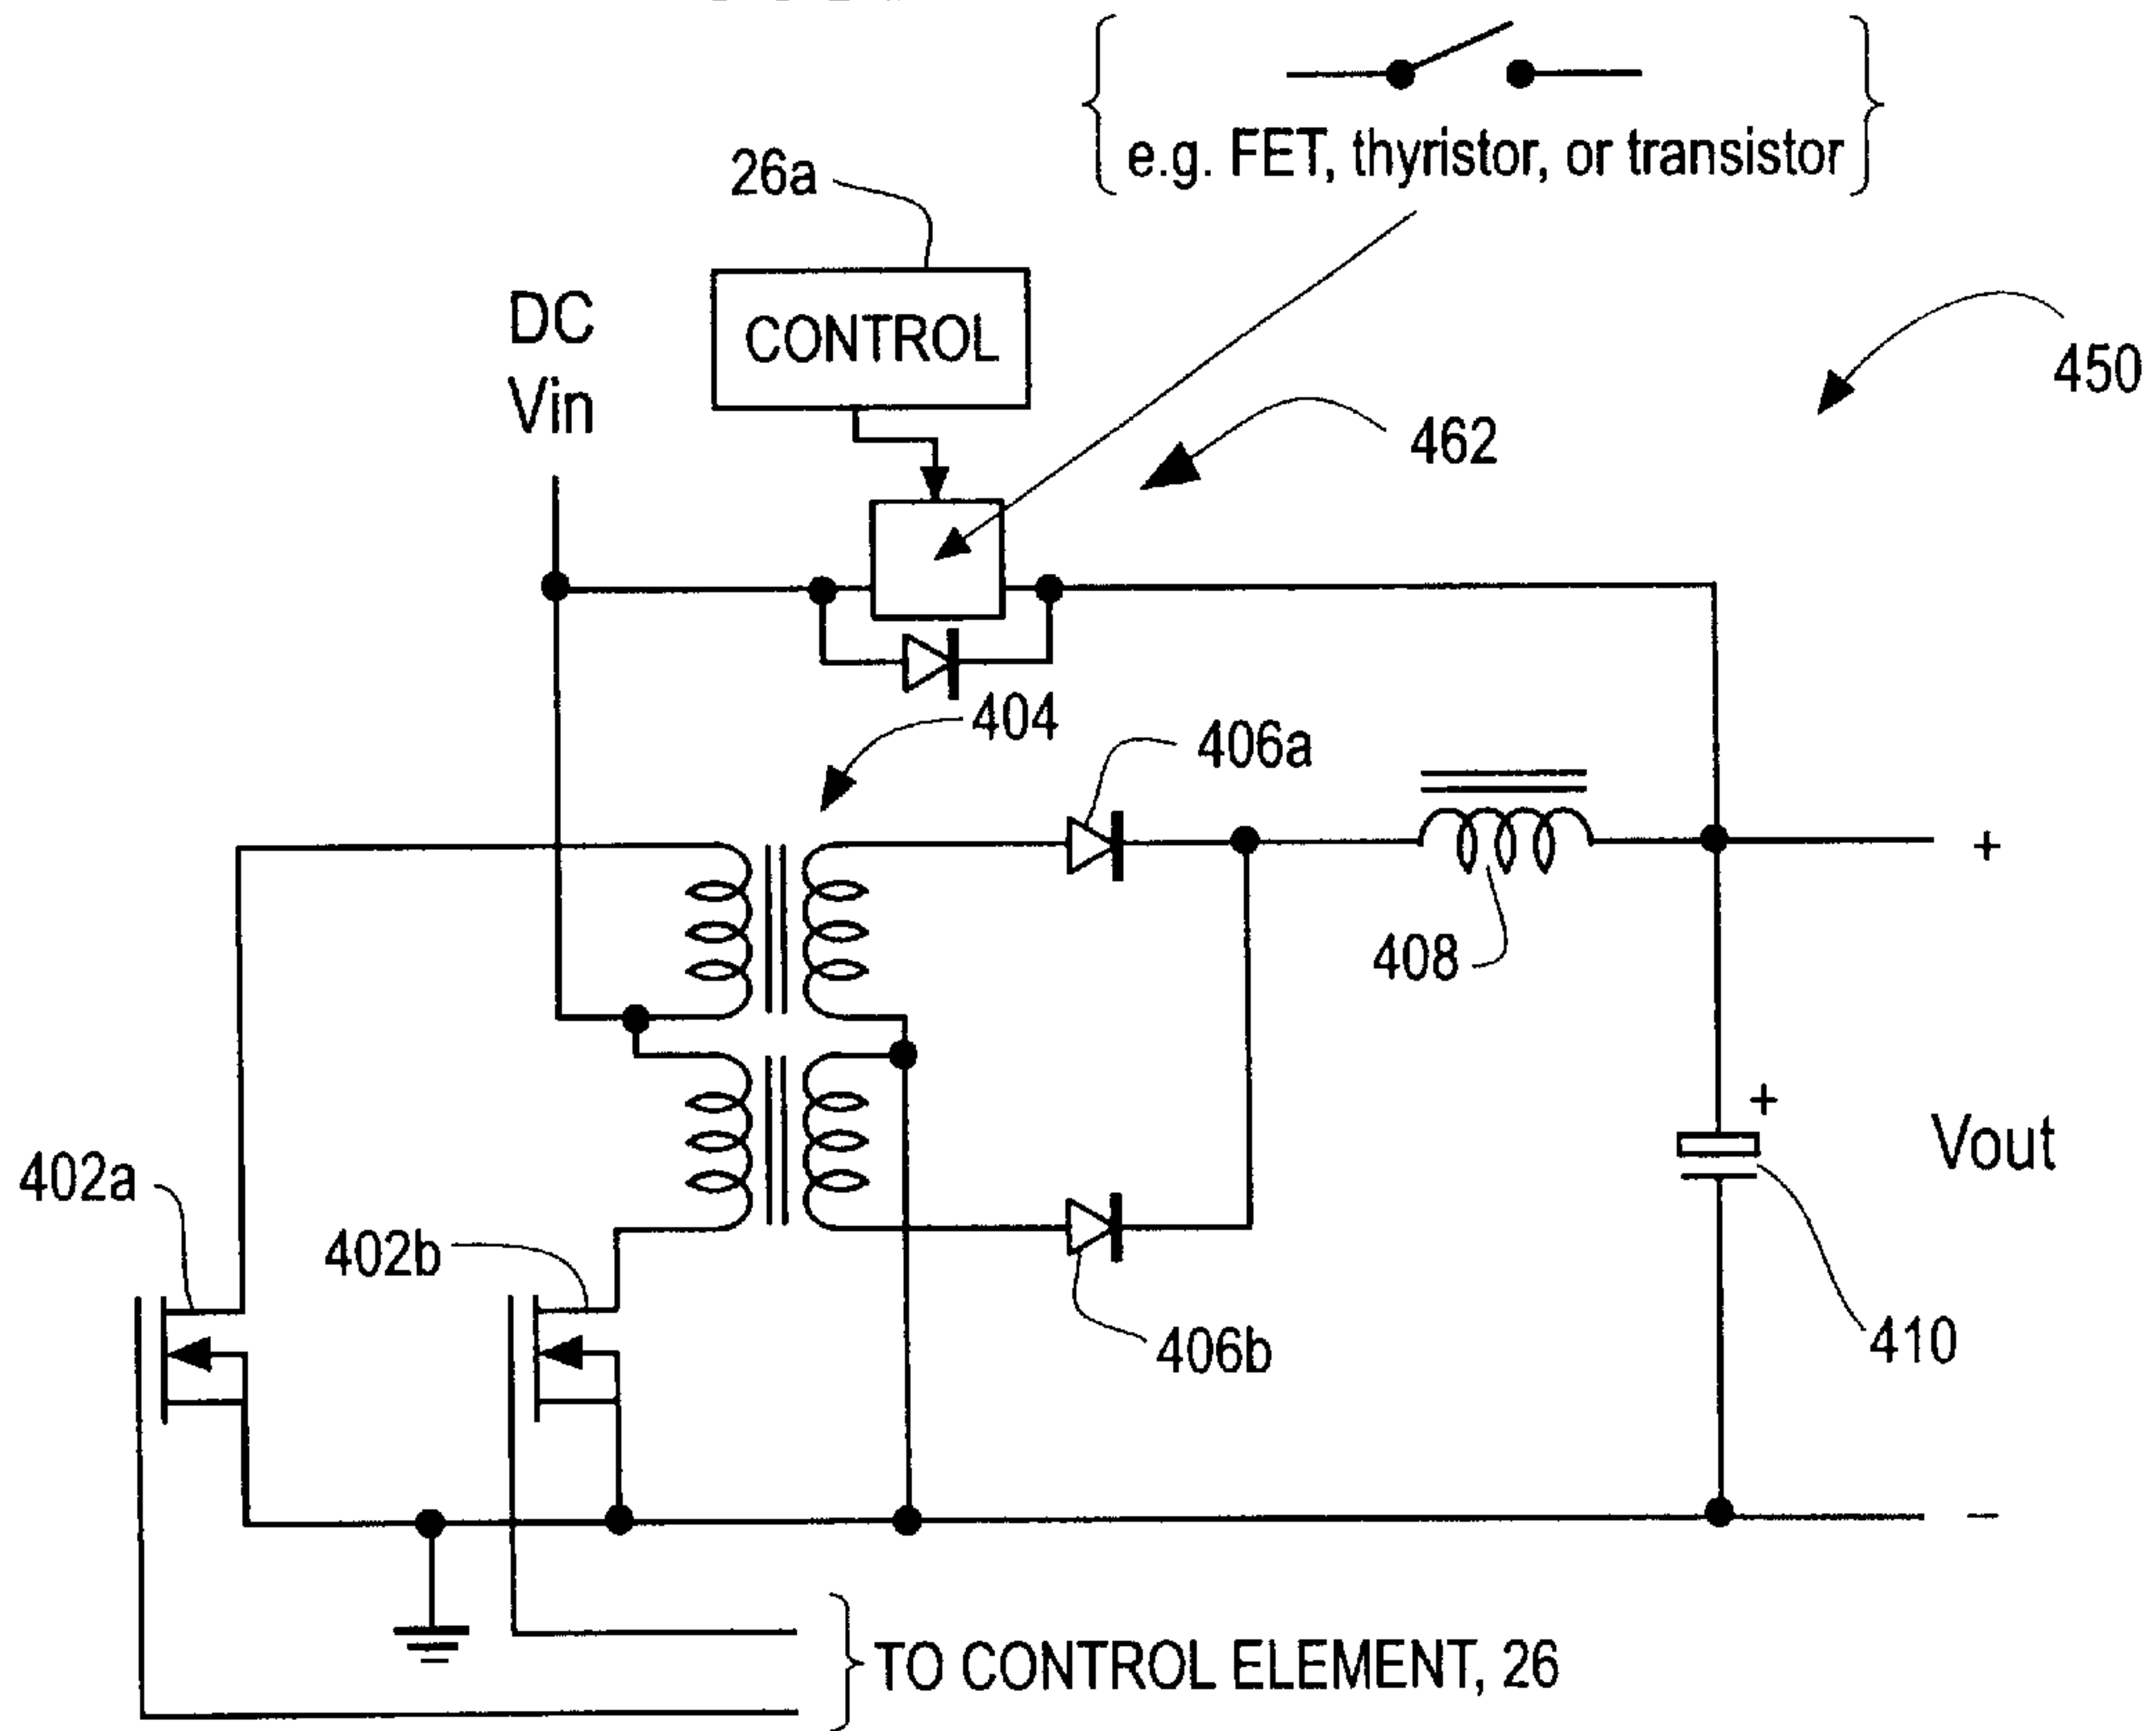 e.g. FET, thyristor, or transistor
26a
DC
Vin
CONTROL
450
462
404
406a
+
408
+
Vout
402a
402b
406b
410
–
TO CONTROL ELEMENT, 26